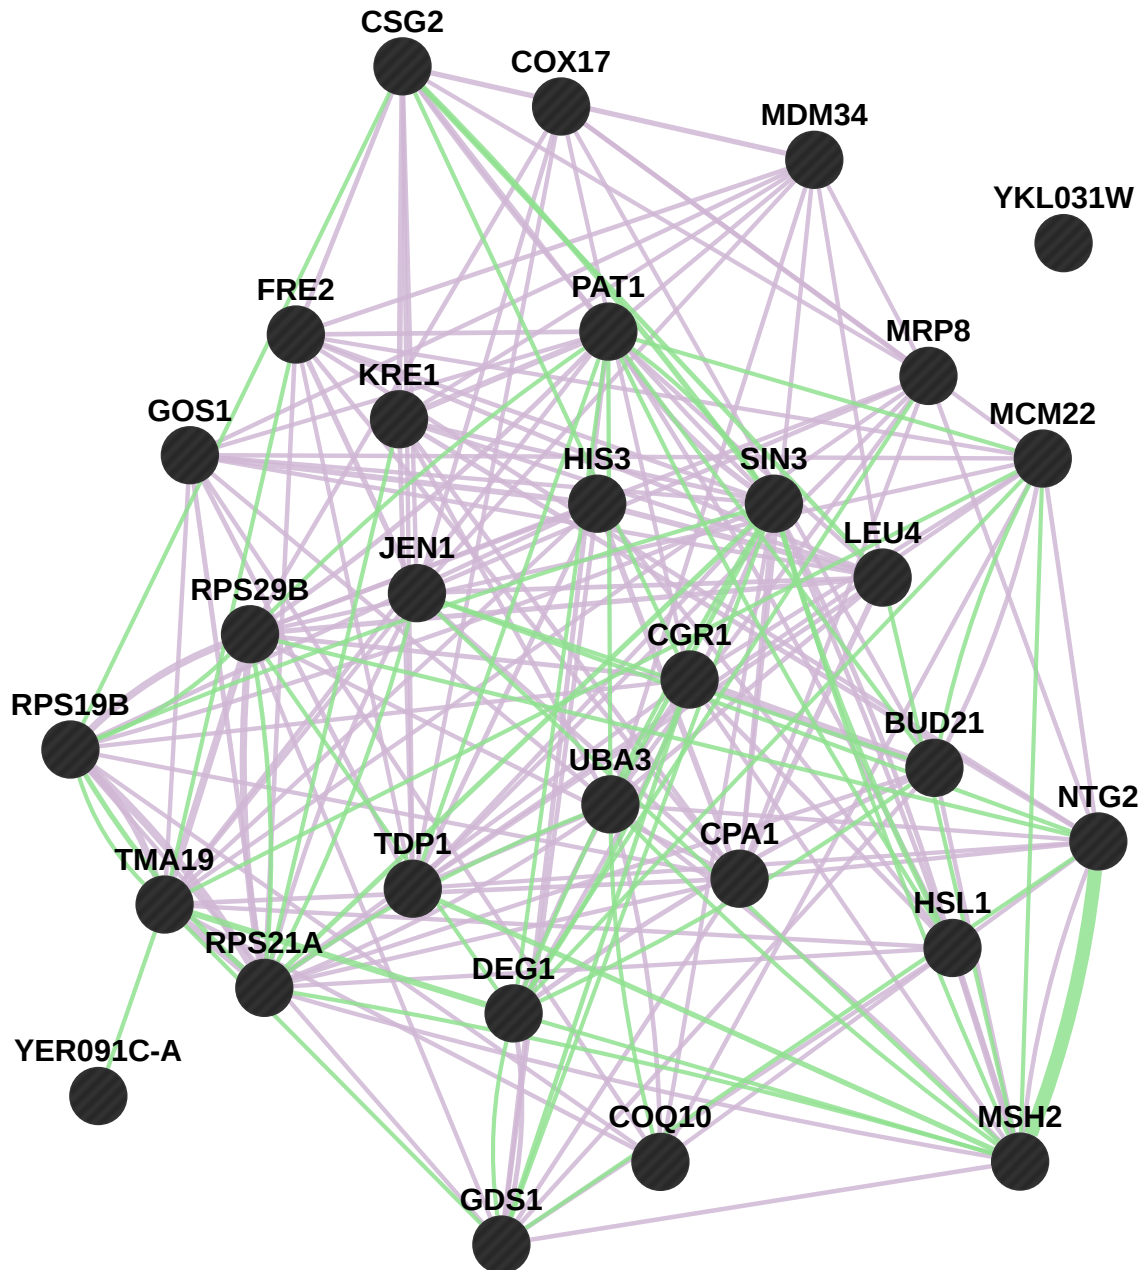 CSG2
COX17
MDM34
YKL031W
FRE2
PAT1
MRP8
KRE1
GOS1
MCM22
HIS3
SIN3
LEU4
JEN1
RPS29B
CGR1
RPS19B
BUD21
UBA3
NTG2
CPA1
TDP1
TMA19
HSL1
RPS21A
DEG1
YER091C-A
COQ10
MSH2
GDS1